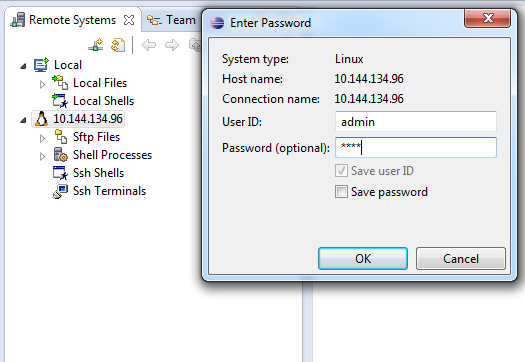 Remote Systems
Team
Local
Local Files
Local Shells
10.144.134.96
Sftp Files
Shell Processes
Ssh Shells
Ssh Terminals
Enter Password
System type: Linux
Host name: 10.144.134.96
Connection name: 10.144.134.96
User ID: admin
Password (optional): ****
Save user ID
Save password
OK Cancel